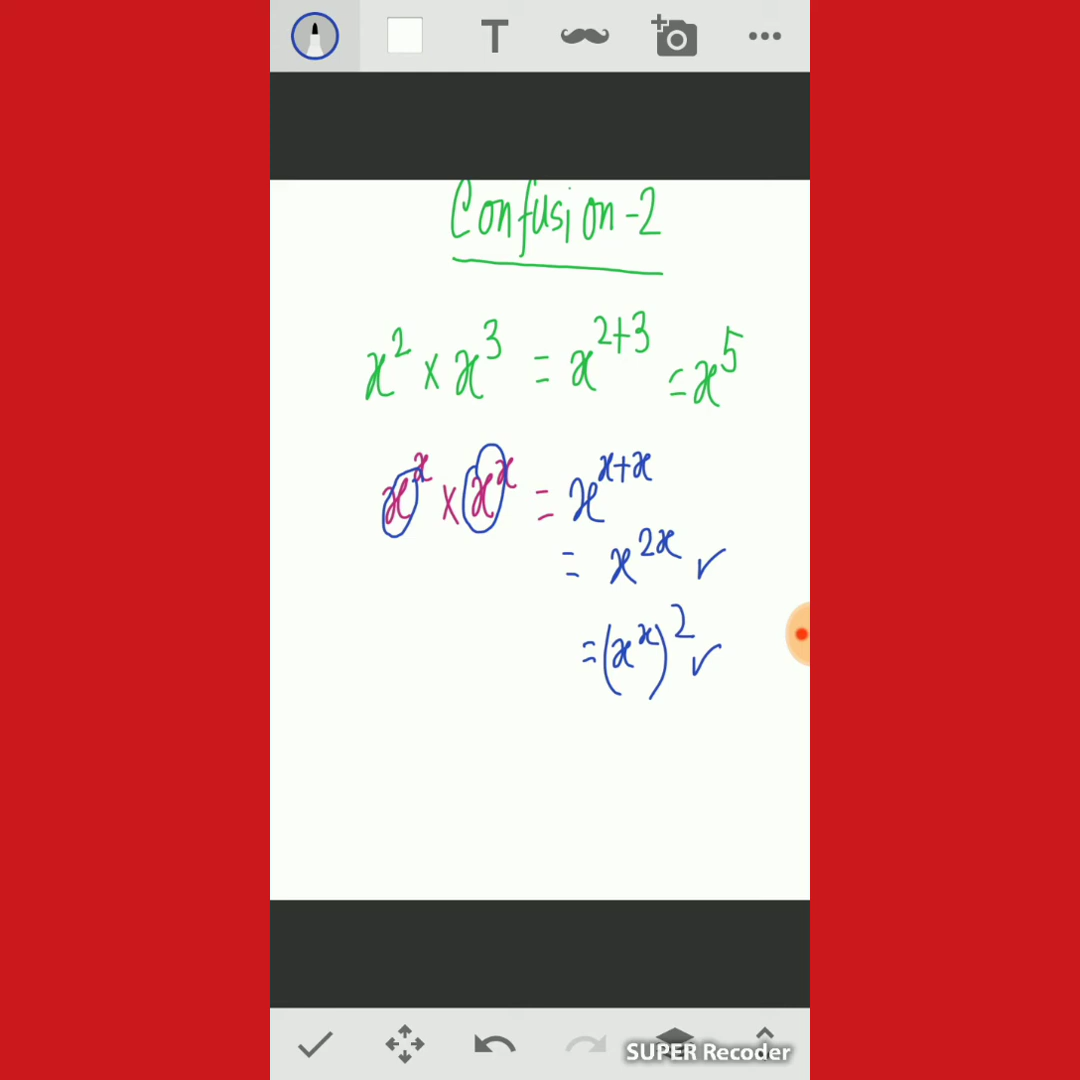 T
Confusion-2
x² × x³ = x²⁺³ = x⁵
xˣ × xˣ = xˣ⁺ˣ
= x²ˣ ✓
= (xˣ)² ✓
SUPER Recoder